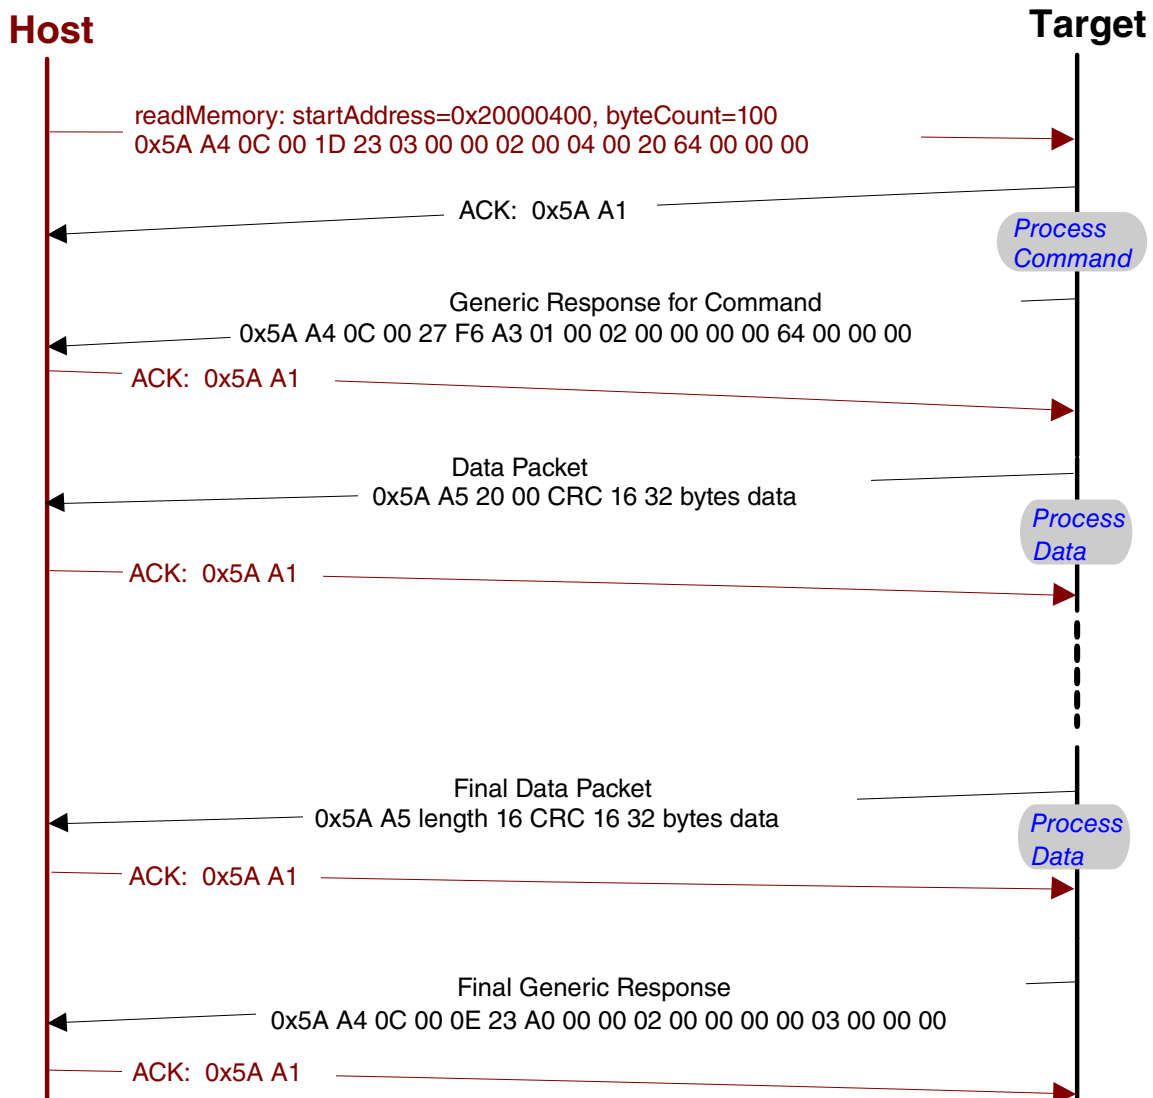 Host
Target
readMemory: startAddress=0x20000400, byteCount=100
0x5A A4 0C 00 1D 23 03 00 00 02 00 04 00 20 64 00 00 00
ACK: 0x5A A1
Process
Command
Generic Response for Command
0x5A A4 0C 00 27 F6 A3 01 00 02 00 00 00 00 64 00 00 00
ACK: 0x5A A1
Data Packet
0x5A A5 20 00 CRC 16 32 bytes data
Process
Data
ACK: 0x5A A1
Final Data Packet
0x5A A5 length 16 CRC 16 32 bytes data
Process
Data
ACK: 0x5A A1
Final Generic Response
0x5A A4 0C 00 0E 23 A0 00 00 02 00 00 00 00 03 00 00 00
ACK: 0x5A A1